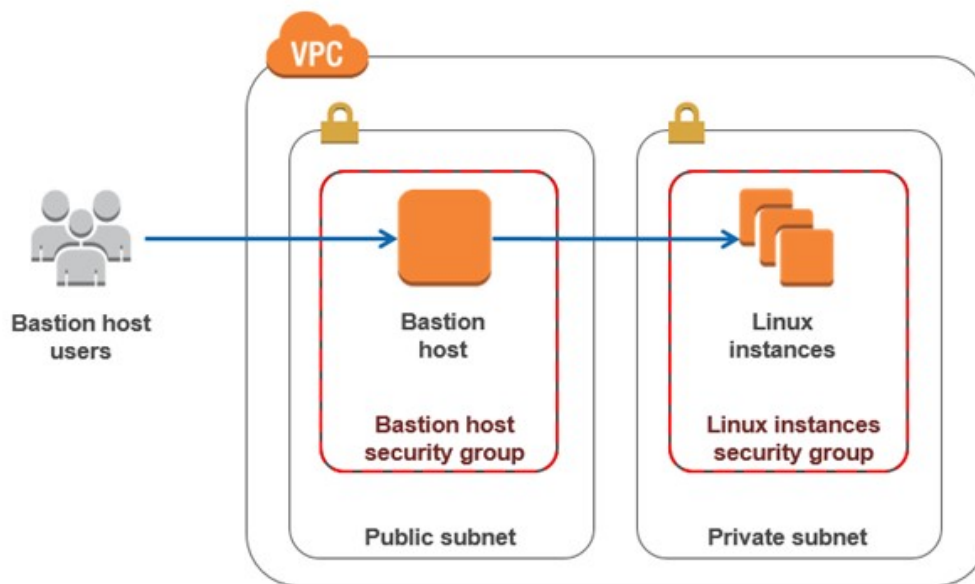 VPC
Bastion host
users
Bastion
host
Linux
instances
Bastion host
security group
Linux instances
security group
Public subnet
Private subnet